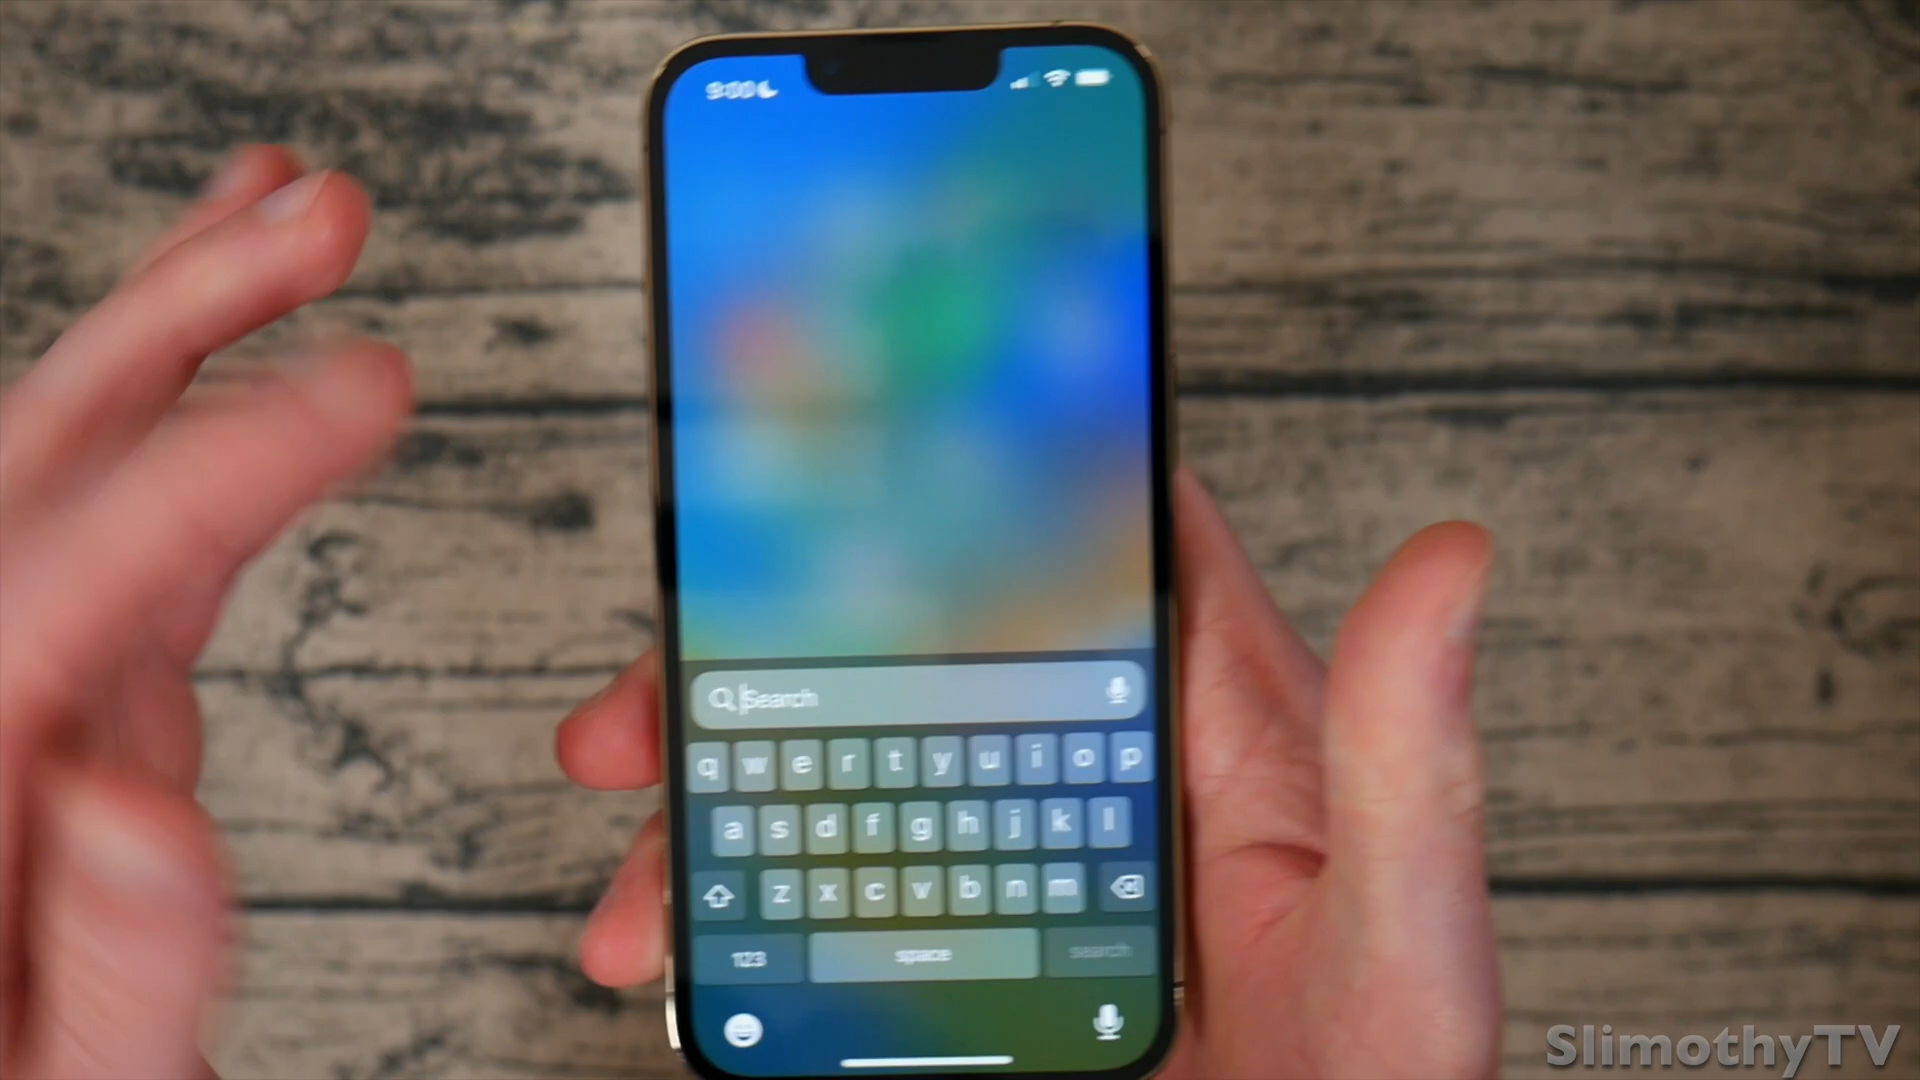 9:00
Search
q w e r t y u i o p
a s d f g h j k l
z x c v b n m
123 space search
SlimothyTV